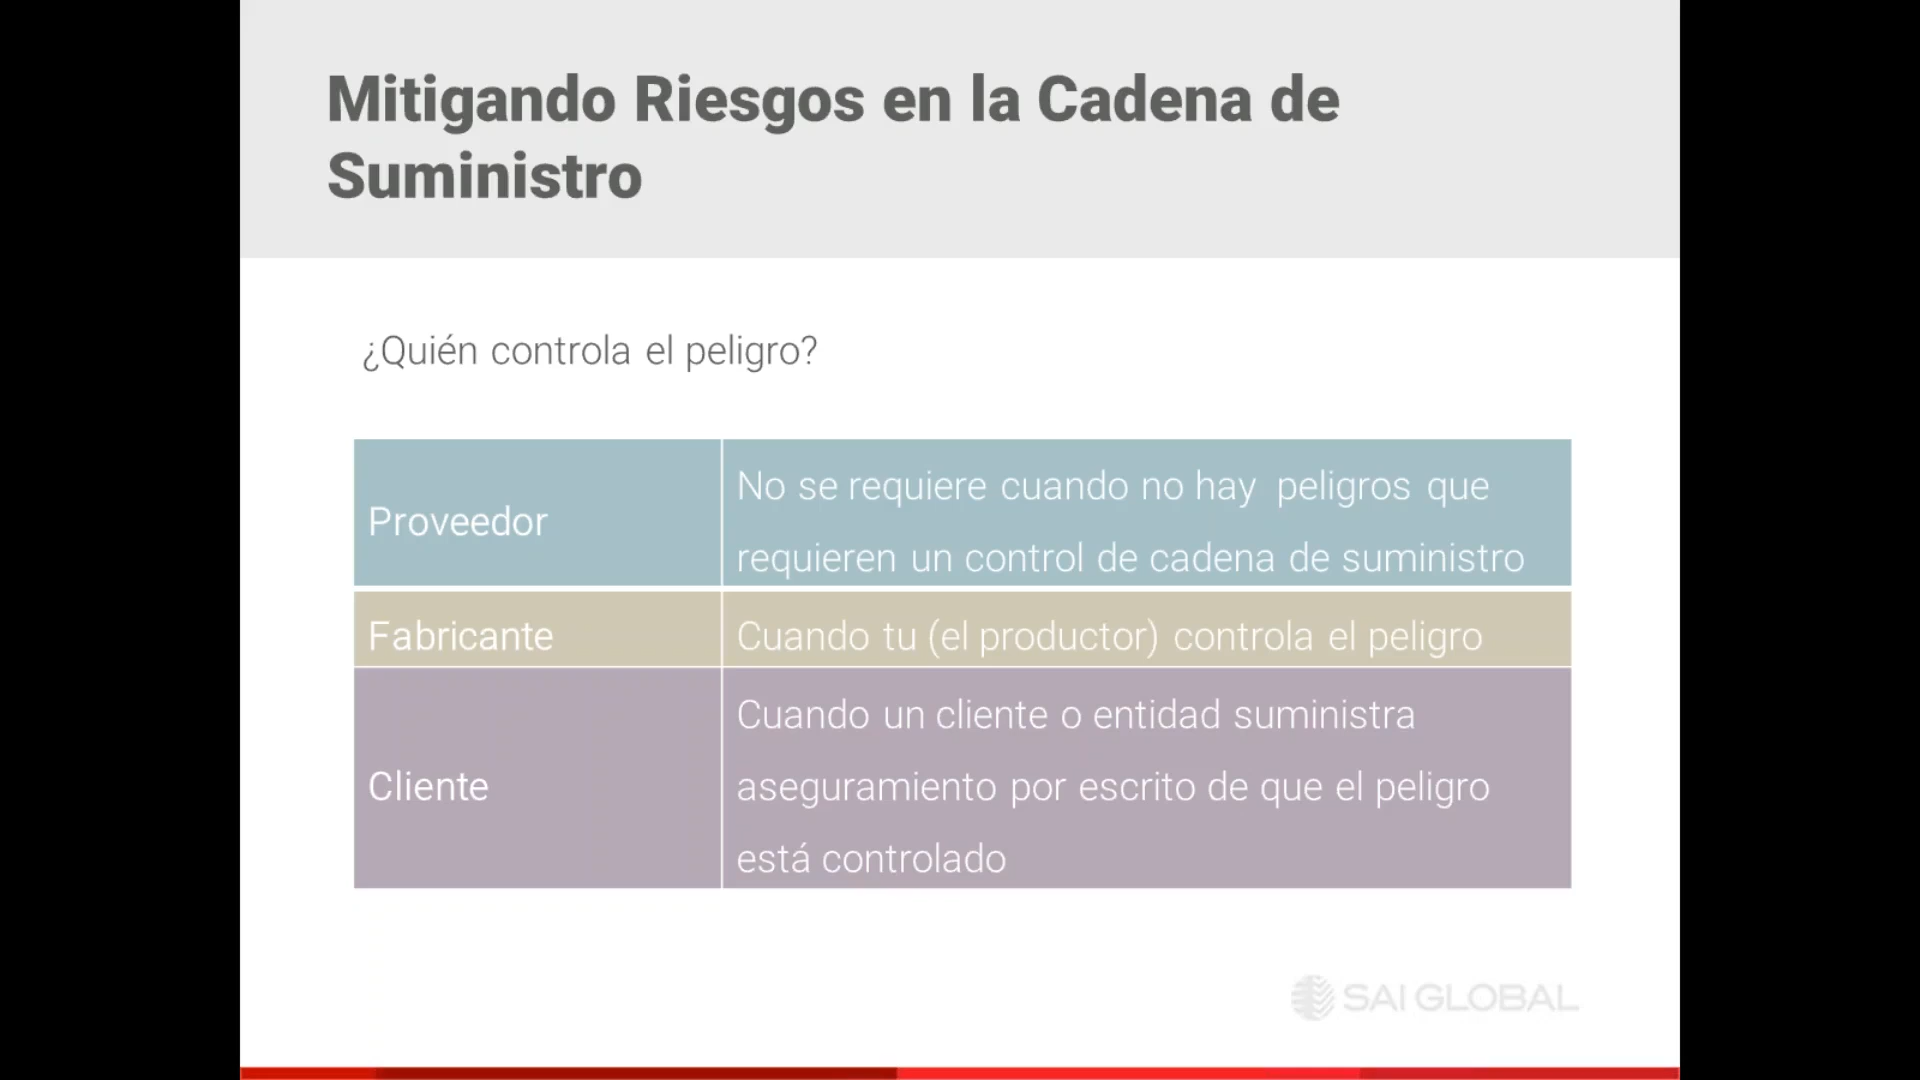 Mitigando Riesgos en la Cadena de
Suministro
¿Quién controla el peligro?
Proveedor
No se requiere cuando no hay peligros que
requieren un control de cadena de suministro
Fabricante
Cuando tu (el productor) controla el peligro
Cliente
Cuando un cliente o entidad suministra
aseguramiento por escrito de que el peligro
está controlado
SAI GLOBAL